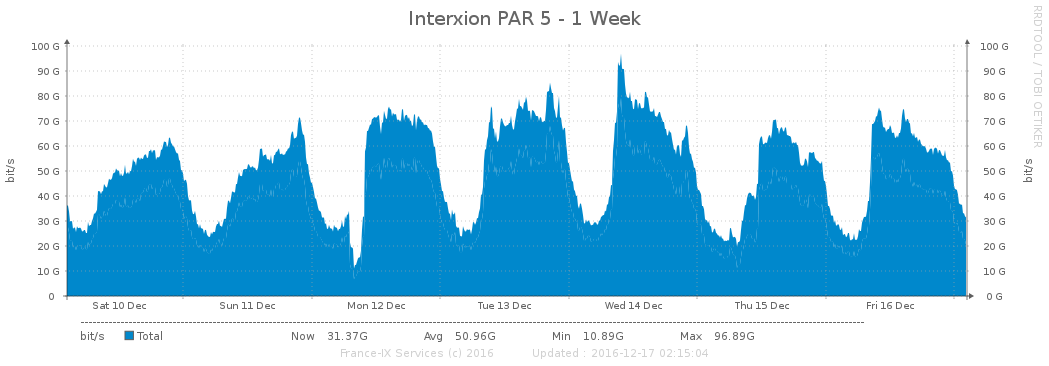 Interxion PAR 5 - 1 Week
RRDTOOL / TOBI OETIKER
bit/s
100 G
90 G
80 G
70 G
60 G
50 G
40 G
30 G
20 G
10 G
0
100 G
90 G
80 G
70 G
60 G
50 G
40 G
30 G
20 G
10 G
0 G
bit/s
Sat 10 Dec Sun 11 Dec Mon 12 Dec Tue 13 Dec Wed 14 Dec Thu 15 Dec Fri 16 Dec
bit/s Total Now 31.37G Avg 50.96G Min 10.89G Max 96.89G
France-IX Services (c) 2016 Updated : 2016-12-17 02:15:04